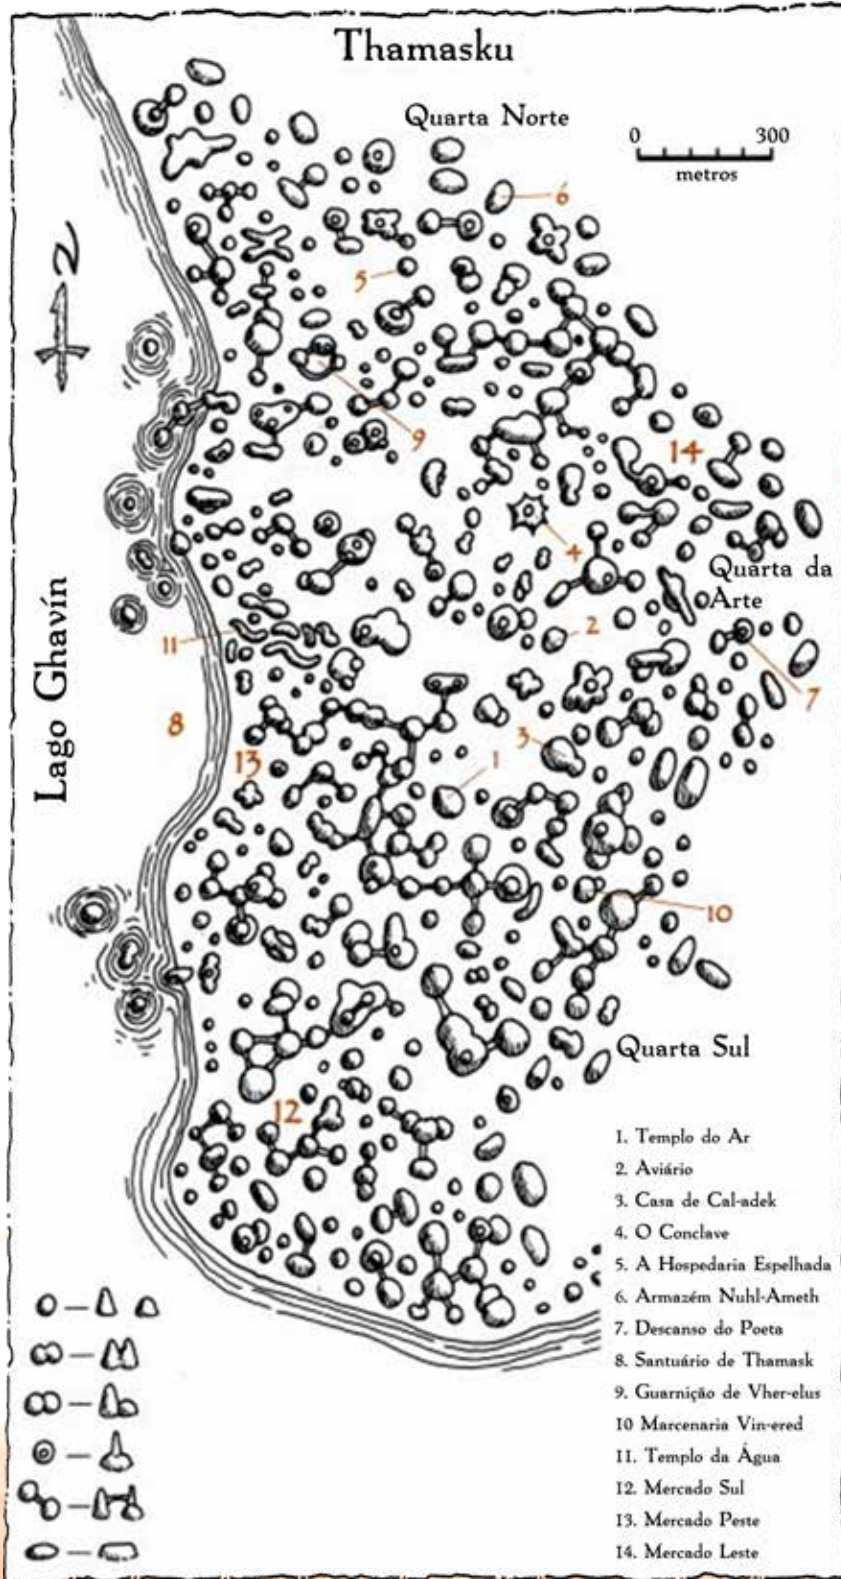 Thamasku
Quarta Norte
0 300
metros
6
5
9
14
4
Quarta da
Arte
2
11
7
8
3
13
1
10
Lago Ghavín
Quarta Sul
12
1. Templo do Ar
2. Aviário
3. Casa de Cal-adek
4. O Conclave
5. A Hospedaria Espelhada
6. Armazém Nuhl-Ameth
7. Descanso do Poeta
8. Santuário de Thamask
9. Guarnição de Vher-elus
10 Marcenaria Vin-ered
11. Templo da Água
12. Mercado Sul
13. Mercado Peste
14. Mercado Leste